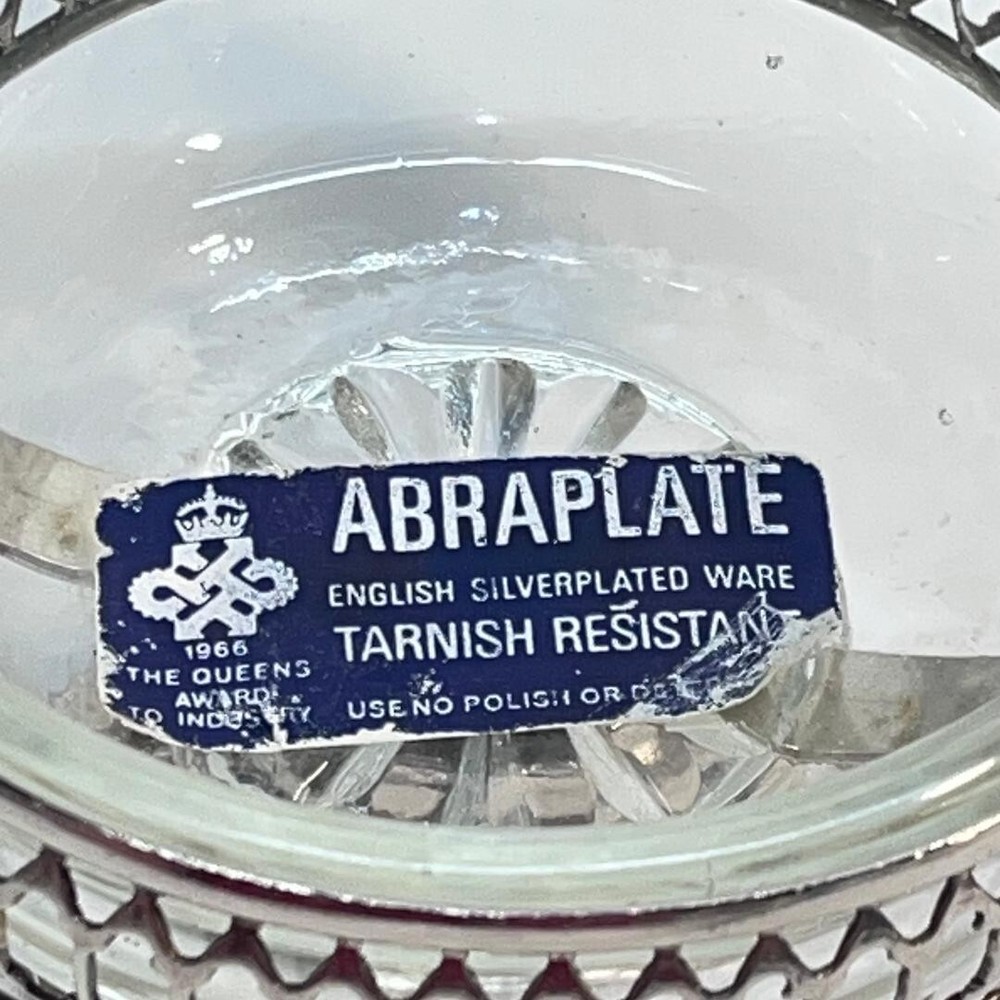 ABRAPLATE
ENGLISH SILVERPLATED WARE
TARNISH RESISTANT
USE NO POLISH OR
1966
THE QUEENS
AWARD
TO INDUSTRY